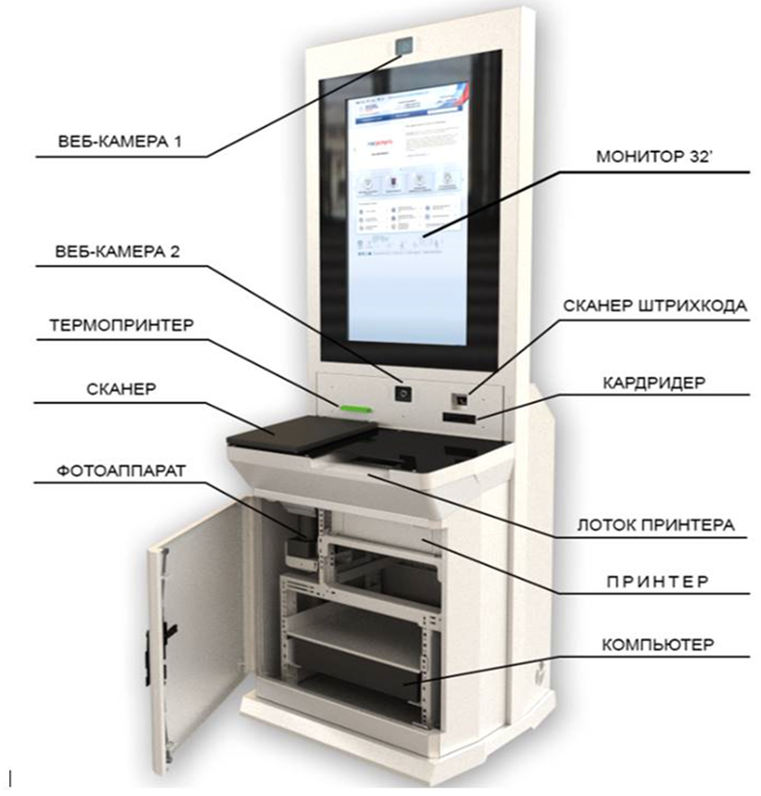 ВЕБ-КАМЕРА 1
МОНИТОР 32'
ВЕБ-КАМЕРА 2
СКАНЕР ШТРИХКОДА
ТЕРМОПРИНТЕР
КАРДРИДЕР
СКАНЕР
ФОТОАППАРАТ
ЛОТОК ПРИНТЕРА
ПРИНТЕР
КОМПЬЮТЕР